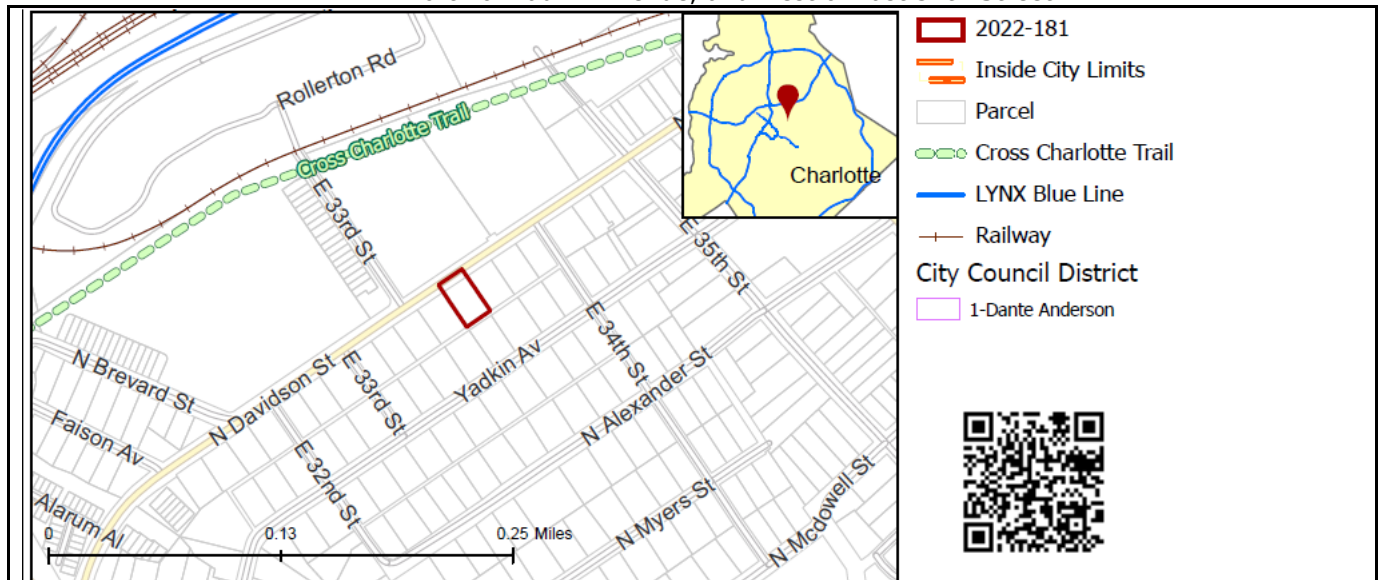 2022-181
Inside City Limits
Parcel
Cross Charlotte Trail
LYNX Blue Line
Railway
City Council District
1-Dante Anderson
Rollerton Rd
Cross Charlotte Trail
Charlotte
E 33rd St
E 35th St
E 34th St
N Brevard St
N Davidson St
E 33rd St
Yadkin Av
N Alexander St
Faison Av
E 32nd St
Alarum Al
N Myers St
N Mcdowell St
0 0.13 0.25 Miles